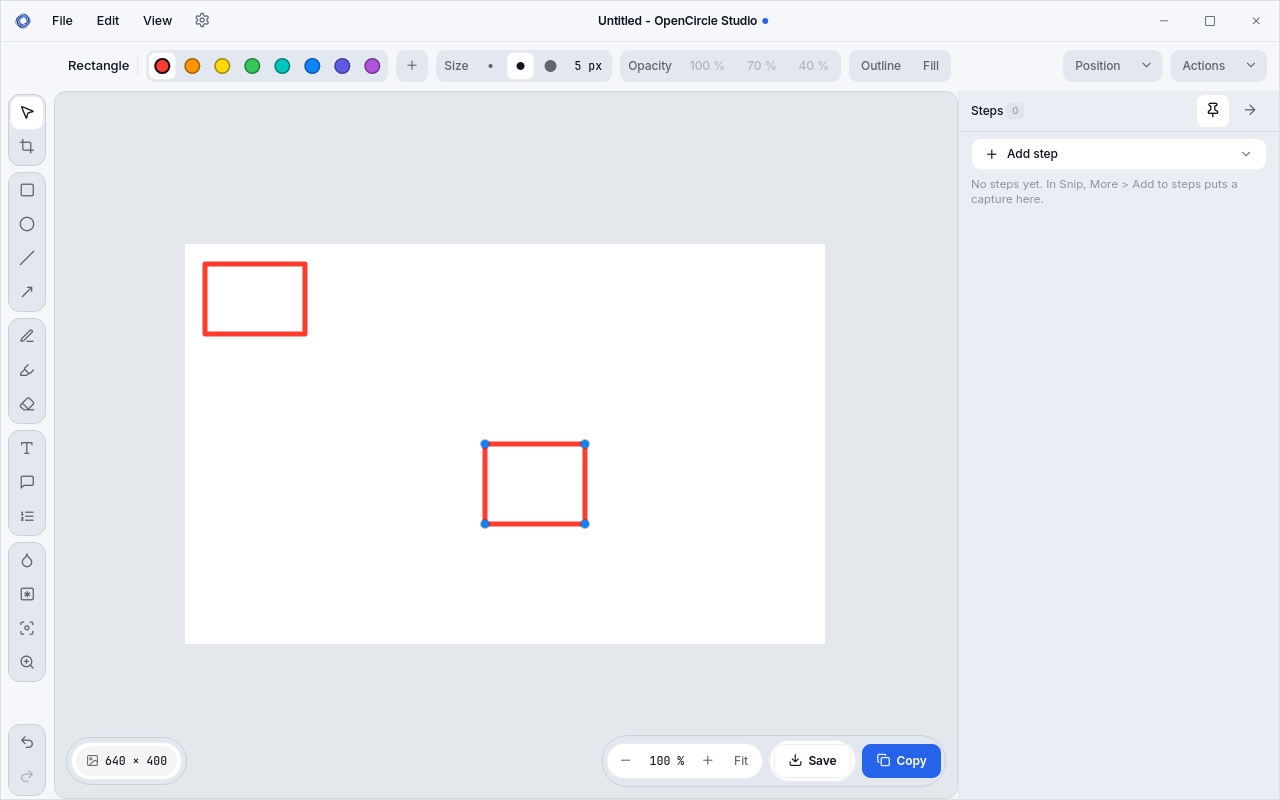 File Edit View Untitled - OpenCircle Studio
Rectangle Size 5 px Opacity 100 % 70 % 40 % Outline Fill Position Actions
Steps 0
Add step
No steps yet. In Snip, More > Add to steps puts a
capture here.
640 × 400 100 % Fit Save Copy